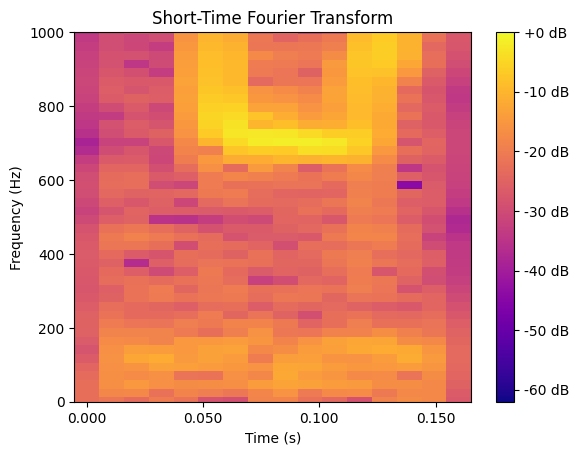 Short-Time Fourier Transform
1000
800
600
400
200
0
Frequency (Hz)
0.000
0.050
0.100
0.150
Time (s)
+0 dB
-10 dB
-20 dB
-30 dB
-40 dB
-50 dB
-60 dB